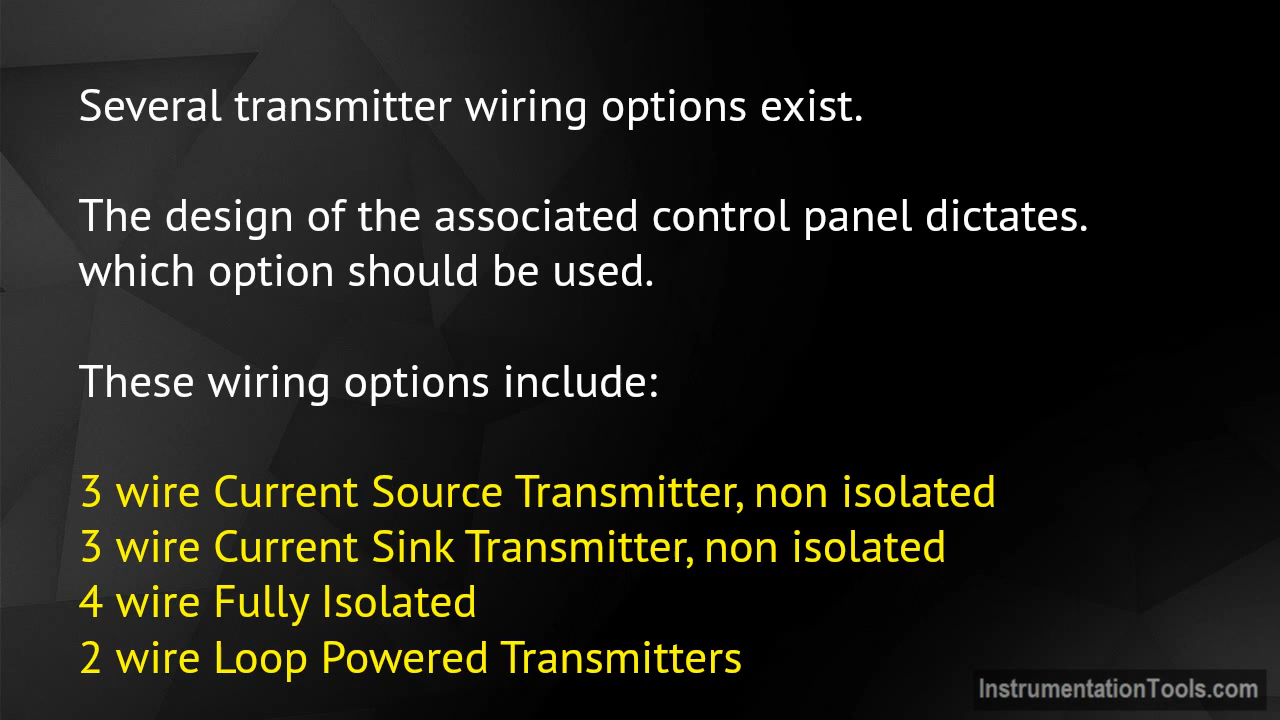 Several transmitter wiring options exist.
The design of the associated control panel dictates.
which option should be used.
These wiring options include:
3 wire Current Source Transmitter, non isolated
3 wire Current Sink Transmitter, non isolated
4 wire Fully Isolated
2 wire Loop Powered Transmitters
InstrumentationTools.com